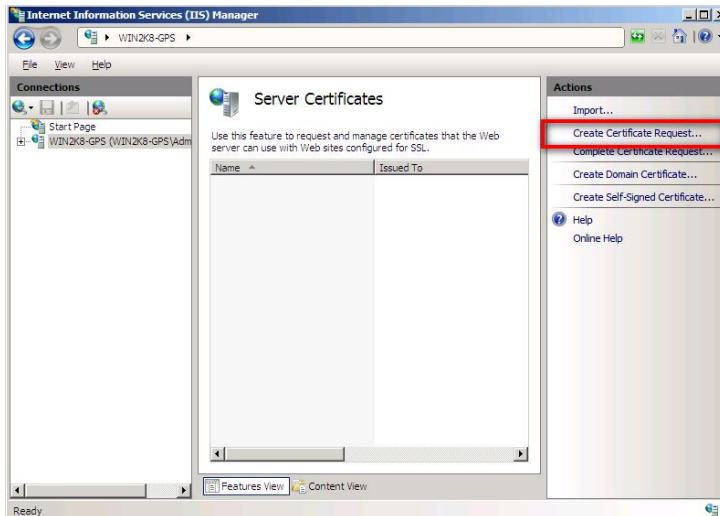 Internet Information Services (IIS) Manager
WIN2K8-GPS
File View Help
Connections
Start Page
WIN2K8-GPS (WIN2K8-GPS\Adm
Server Certificates
Use this feature to request and manage certificates that the Web
server can use with Web sites configured for SSL.
Name Issued To
Features View Content View
Actions
Import...
Create Certificate Request...
Complete Certificate Request...
Create Domain Certificate...
Create Self-Signed Certificate...
Help
Online Help
Ready